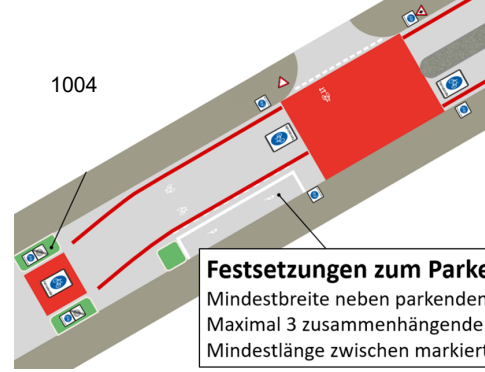 1004
Festsetzungen zum Parke
Mindestbreite neben parkenden
Maximal 3 zusammenhängende
Mindestlänge zwischen markiert